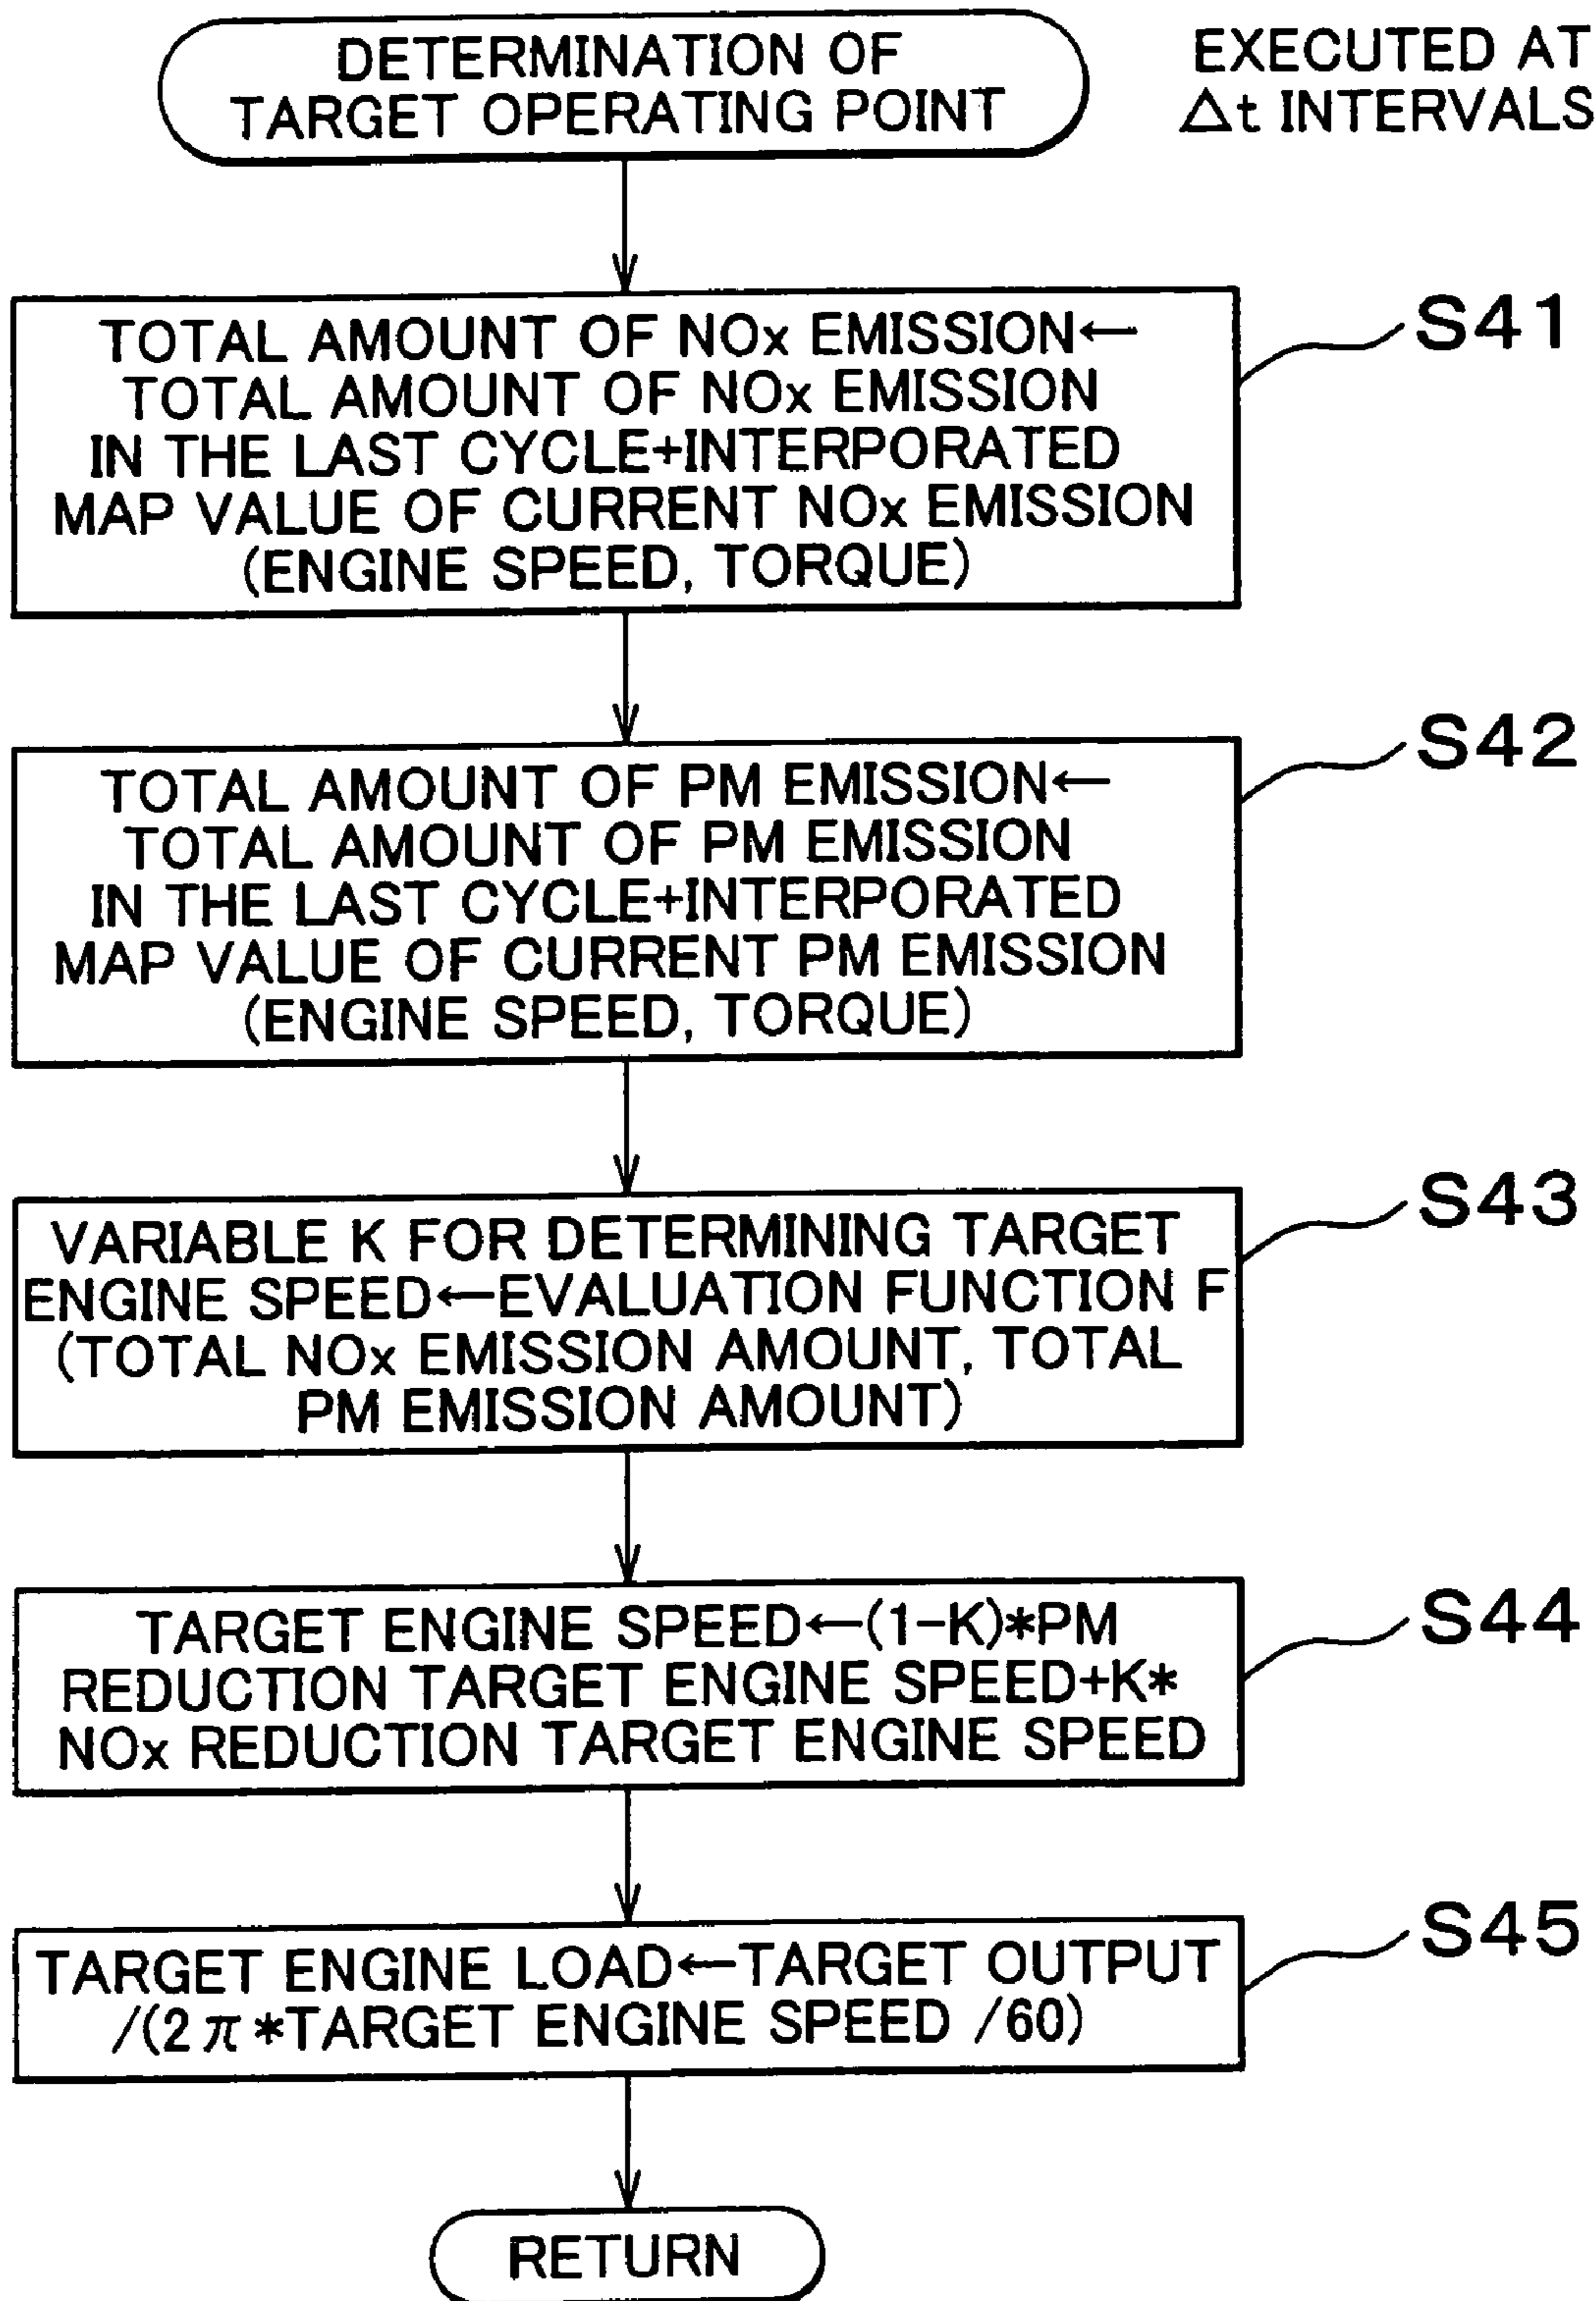 DETERMINATION OF
TARGET OPERATING POINT
EXECUTED AT
Δt INTERVALS
TOTAL AMOUNT OF NOx EMISSION←
TOTAL AMOUNT OF NOx EMISSION
IN THE LAST CYCLE+INTERPORATED
MAP VALUE OF CURRENT NOx EMISSION
(ENGINE SPEED, TORQUE)
S41
TOTAL AMOUNT OF PM EMISSION←
TOTAL AMOUNT OF PM EMISSION
IN THE LAST CYCLE+INTERPORATED
MAP VALUE OF CURRENT PM EMISSION
(ENGINE SPEED, TORQUE)
S42
VARIABLE K FOR DETERMINING TARGET
ENGINE SPEED←EVALUATION FUNCTION F
(TOTAL NOx EMISSION AMOUNT, TOTAL
PM EMISSION AMOUNT)
S43
TARGET ENGINE SPEED←(1-K)*PM
REDUCTION TARGET ENGINE SPEED+K*
NOx REDUCTION TARGET ENGINE SPEED
S44
TARGET ENGINE LOAD←TARGET OUTPUT
/(2π*TARGET ENGINE SPEED /60)
S45
RETURN